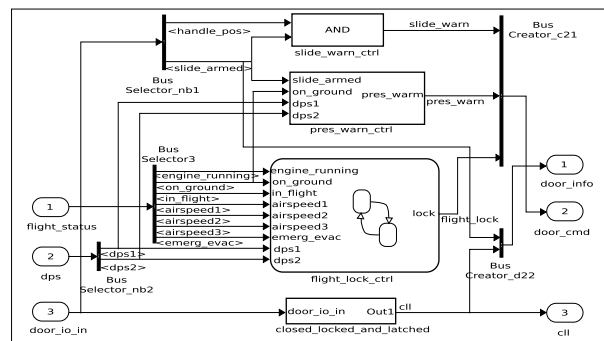 AND
slide_warn_ctrl
slide_warn
Bus
Creator_c21
<handle_pos>
<slide_armed>
Bus
Selector_nb1
slide_armed
on_ground
dps1
dps2
pres_warm
pres_warn
pres_warn_ctrl
Bus
Selector3
<engine_running>
<on_ground>
<in_flight>
<airspeed1>
<airspeed2>
<airspeed3>
<emerg_evac>
engine_running
on_ground
in_flight
airspeed1
airspeed2
airspeed3
emerg_evac
dps1
dps2
lock
flight_lock
flight_lock_ctrl
1
flight_status
2
dps
<dps1>
<dps2>
Bus
Selector_nb2
3
door_io_in
door_io_in
Out1
closed_locked_and_latched
cll
Bus
Creator_d22
1
door_info
2
door_cmd
3
cll